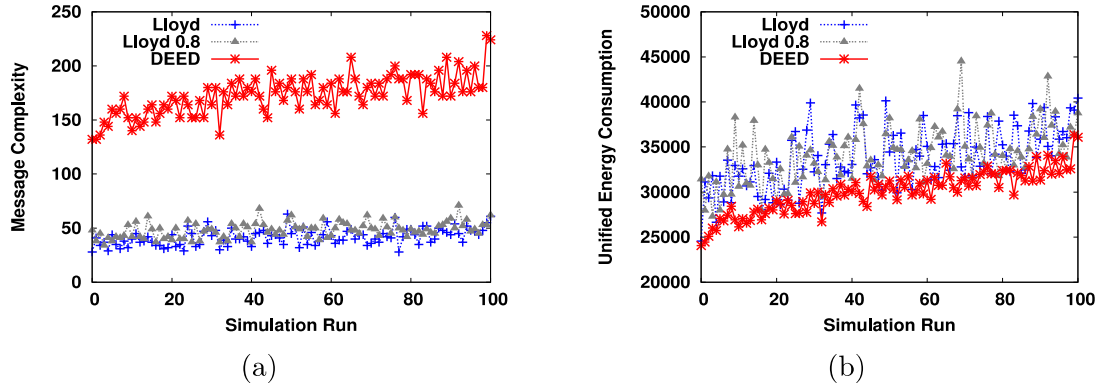 250
200
150
100
50
0
Message Complexity
Lloyd
Lloyd 0.8
DEED
0 20 40 60 80 100
Simulation Run
(a)
50000
45000
40000
35000
30000
25000
20000
Unified Energy Consumption
Lloyd
Lloyd 0.8
DEED
0 20 40 60 80 100
Simulation Run
(b)